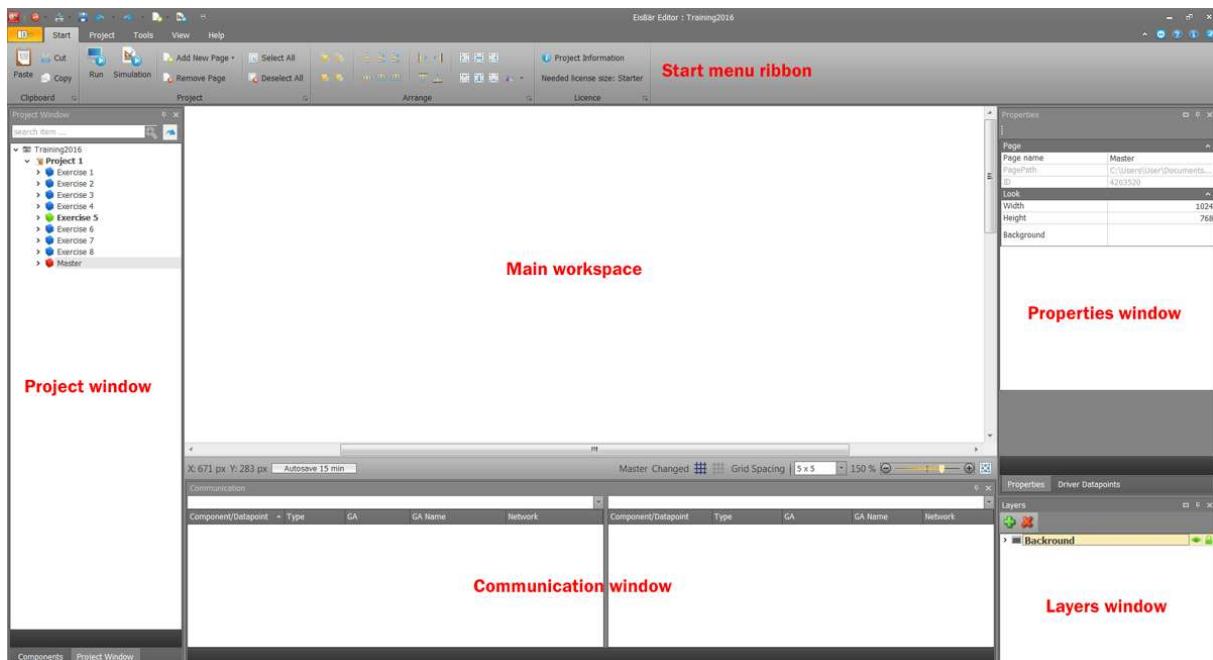 EisBär Editor : Training2016
Start Project Tools View Help
Paste
Cut
Copy
Clipboard
Run
Simulation
Add New Page
Remove Page
Select All
Deselect All
Project
Arrange
Project Information
Needed license size: Starter
Licence
Start menu ribbon
Project Window
search item ...
Training2016
Project 1
Exercise 1
Exercise 2
Exercise 3
Exercise 4
Exercise 5
Exercise 6
Exercise 7
Exercise 8
Master
Project window
Components Project Window
Main workspace
X: 671 px Y: 283 px Autosave 15 min
Master Changed Grid Spacing 5 x 5 150 %
Communication
Component/Datapoint Type GA GA Name Network
Component/Datapoint Type GA GA Name Network
Communication window
Properties
Page
Page name Master
PagePath C:\Users\User\Documents...
ID 4203520
Look
Width 1024
Height 768
Background
Properties window
Properties Driver Datapoints
Layers
Backround
Layers window